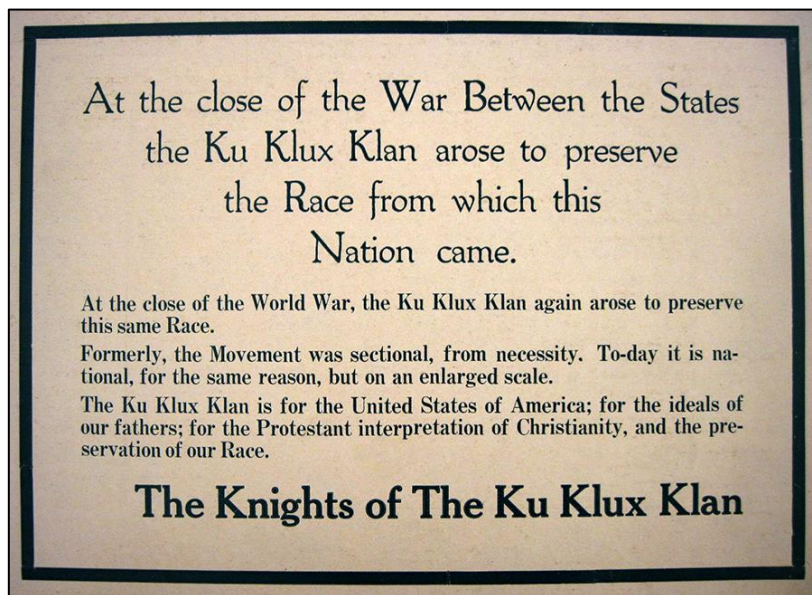 At the close of the War Between the States
the Ku Klux Klan arose to preserve
the Race from which this
Nation came.
At the close of the World War, the Ku Klux Klan again arose to preserve
this same Race.
Formerly, the Movement was sectional, from necessity. To-day it is na-
tional, for the same reason, but on an enlarged scale.
The Ku Klux Klan is for the United States of America; for the ideals of
our fathers; for the Protestant interpretation of Christianity, and the pre-
servation of our Race.
The Knights of The Ku Klux Klan